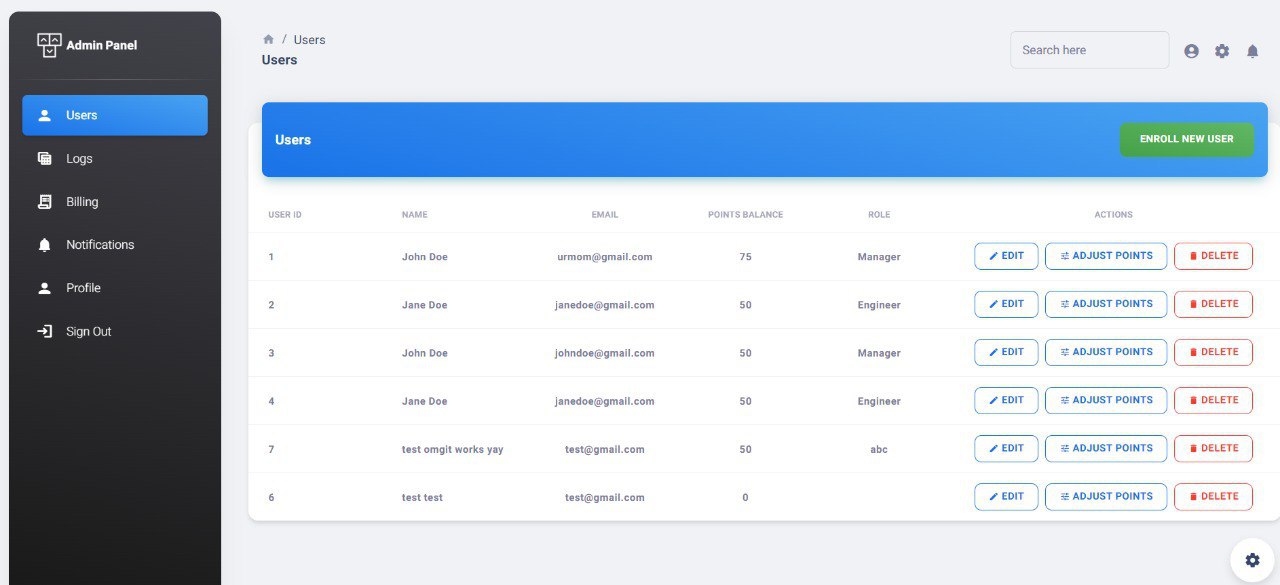 Admin Panel
Users
Logs
Billing
Notifications
Profile
Sign Out
/ Users
Users
Search here
Users
ENROLL NEW USER
USER ID NAME EMAIL POINTS BALANCE ROLE ACTIONS
1 John Doe urmom@gmail.com 75 Manager EDIT ADJUST POINTS DELETE
2 Jane Doe janedoe@gmail.com 50 Engineer EDIT ADJUST POINTS DELETE
3 John Doe johndoe@gmail.com 50 Manager EDIT ADJUST POINTS DELETE
4 Jane Doe janedoe@gmail.com 50 Engineer EDIT ADJUST POINTS DELETE
7 test omgit works yay test@gmail.com 50 abc EDIT ADJUST POINTS DELETE
6 test test test@gmail.com 0 EDIT ADJUST POINTS DELETE